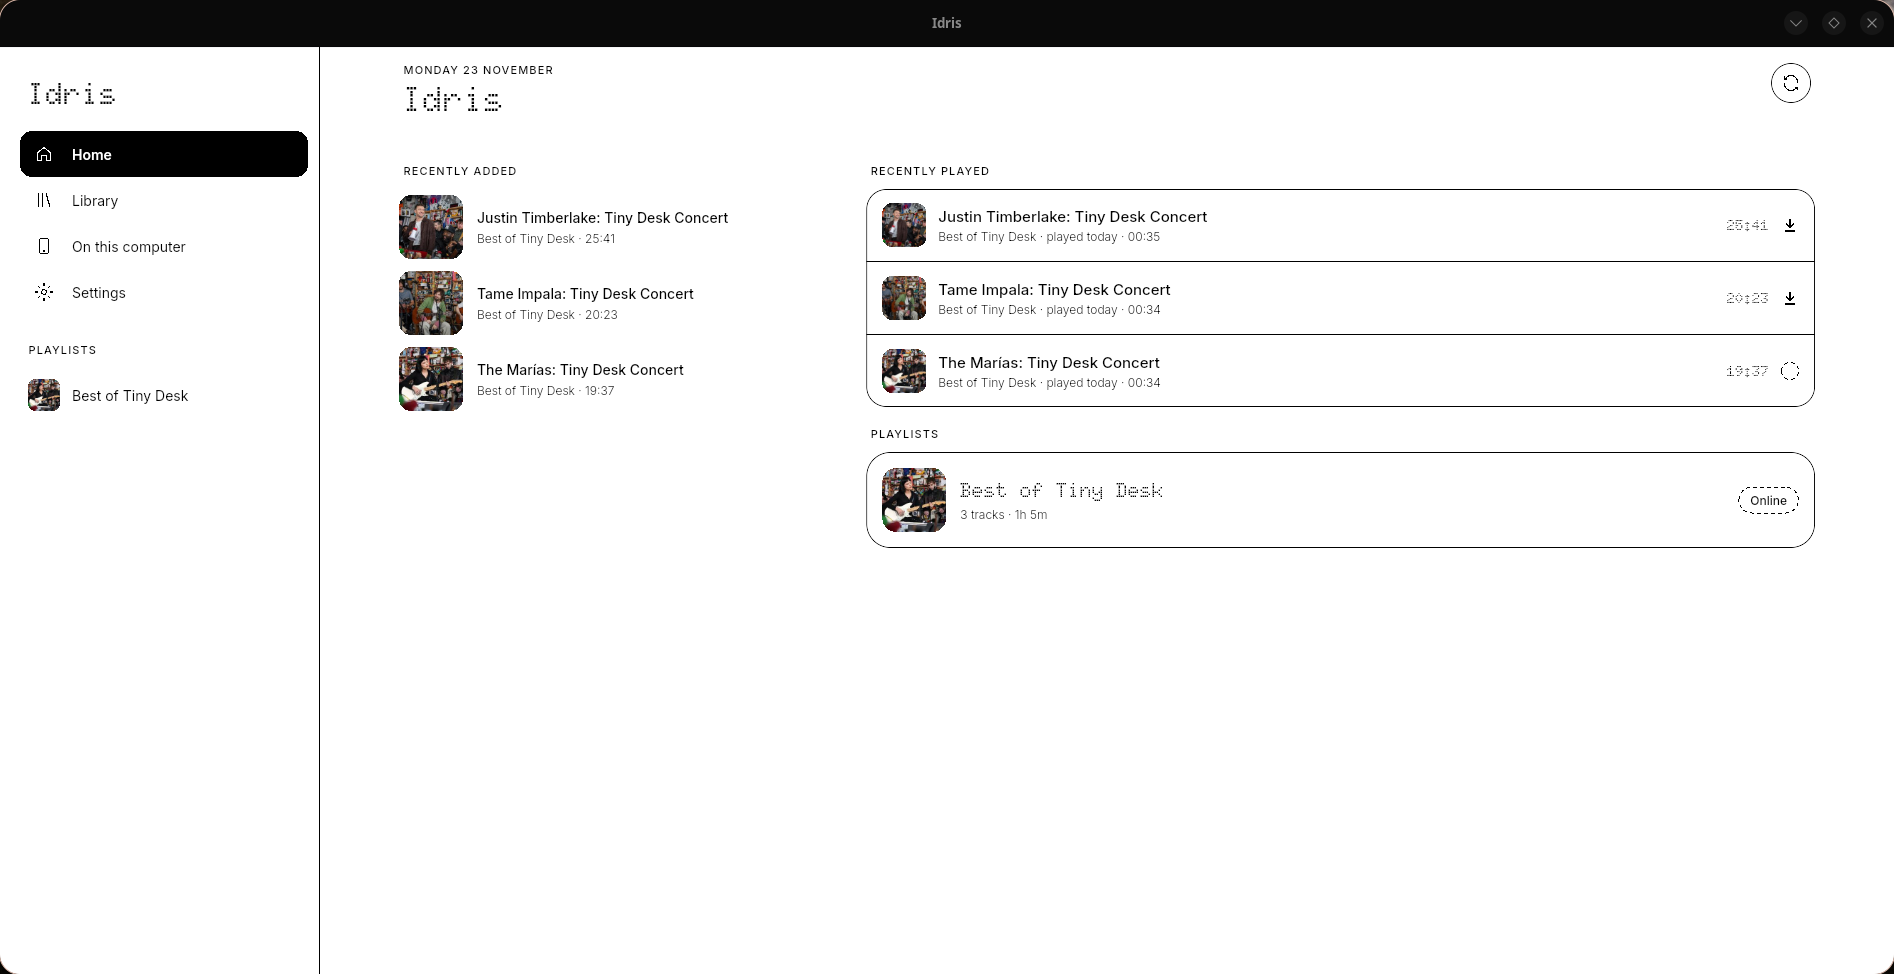 Idris
Idris
Home
Library
On this computer
Settings
PLAYLISTS
Best of Tiny Desk
MONDAY 23 NOVEMBER
Idris
RECENTLY ADDED
Justin Timberlake: Tiny Desk Concert
Best of Tiny Desk · 25:41
Tame Impala: Tiny Desk Concert
Best of Tiny Desk · 20:23
The Marías: Tiny Desk Concert
Best of Tiny Desk · 19:37
RECENTLY PLAYED
Justin Timberlake: Tiny Desk Concert
Best of Tiny Desk · played today · 00:35
25:41
Tame Impala: Tiny Desk Concert
Best of Tiny Desk · played today · 00:34
20:23
The Marías: Tiny Desk Concert
Best of Tiny Desk · played today · 00:34
19:37
PLAYLISTS
Best of Tiny Desk
3 tracks · 1h 5m
Online